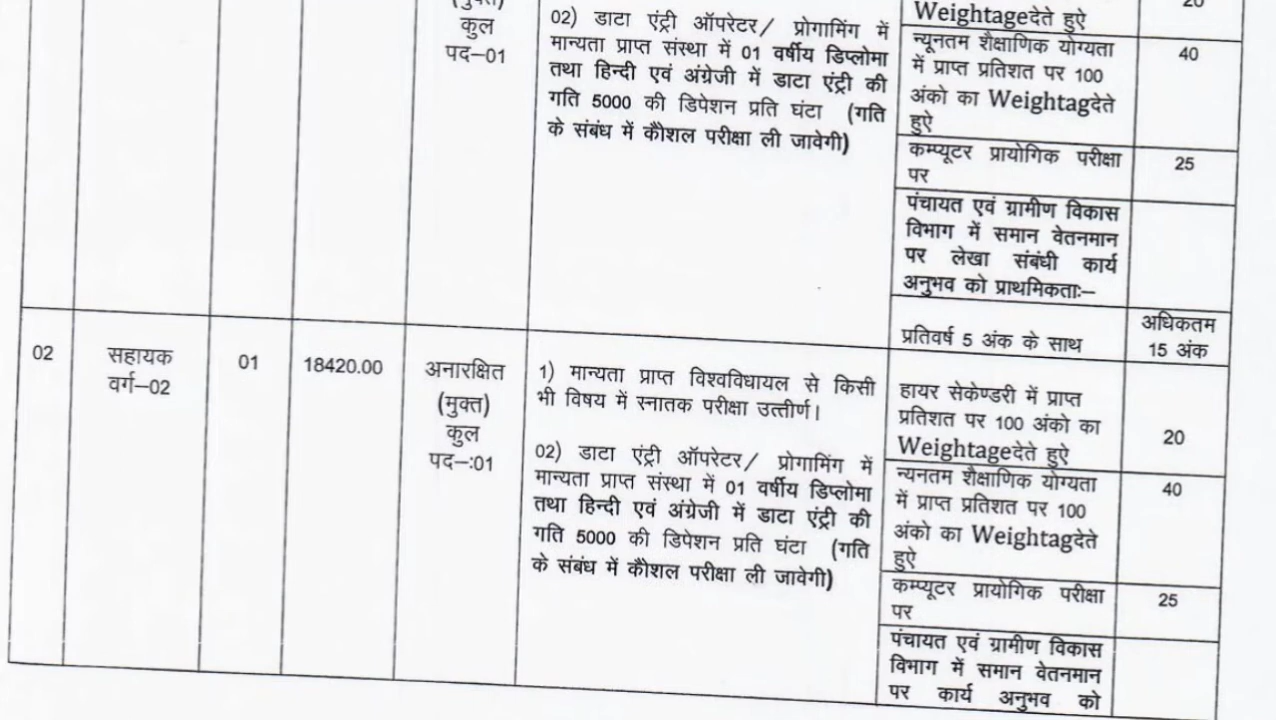 (मुक्त)
कुल
पद–01
02) डाटा एंट्री ऑपरेटर/ प्रोगामिंग में
मान्यता प्राप्त संस्था में 01 वर्षीय डिप्लोमा
तथा हिन्दी एवं अंग्रेजी में डाटा एंट्री की
गति 5000 की डिपेशन प्रति घंटा (गति
के संबंध में कौशल परीक्षा ली जावेगी)
Weightageदेते हुऐ
20
न्यूनतम शैक्षाणिक योग्यता
में प्राप्त प्रतिशत पर 100
अंको का Weightagदेते
हुऐ
40
कम्प्यूटर प्रायोगिक परीक्षा
पर
25
पंचायत एवं ग्रामीण विकास
विभाग में समान वेतनमान
पर लेखा संबंधी कार्य
अनुभव को प्राथमिकताः–
प्रतिवर्ष 5 अंक के साथ
अधिकतम
15 अंक
02
सहायक
वर्ग–02
01
18420.00
अनारक्षित
(मुक्त)
कुल
पद–:01
1) मान्यता प्राप्त विश्वविधायल से किसी
भी विषय में स्नातक परीक्षा उत्तीर्ण।
02) डाटा एंट्री ऑपरेटर/ प्रोगामिंग में
मान्यता प्राप्त संस्था में 01 वर्षीय डिप्लोमा
तथा हिन्दी एवं अंग्रेजी में डाटा एंट्री की
गति 5000 की डिपेशन प्रति घंटा (गति
के संबंध में कौशल परीक्षा ली जावेगी)
हायर सेकेण्डरी में प्राप्त
प्रतिशत पर 100 अंको का
Weightageदेते हुऐ
20
न्यनतम शैक्षाणिक योग्यता
में प्राप्त प्रतिशत पर 100
अंको का Weightagदेते
हुऐ
40
कम्प्यूटर प्रायोगिक परीक्षा
पर
25
पंचायत एवं ग्रामीण विकास
विभाग में समान वेतनमान
पर कार्य अनुभव को